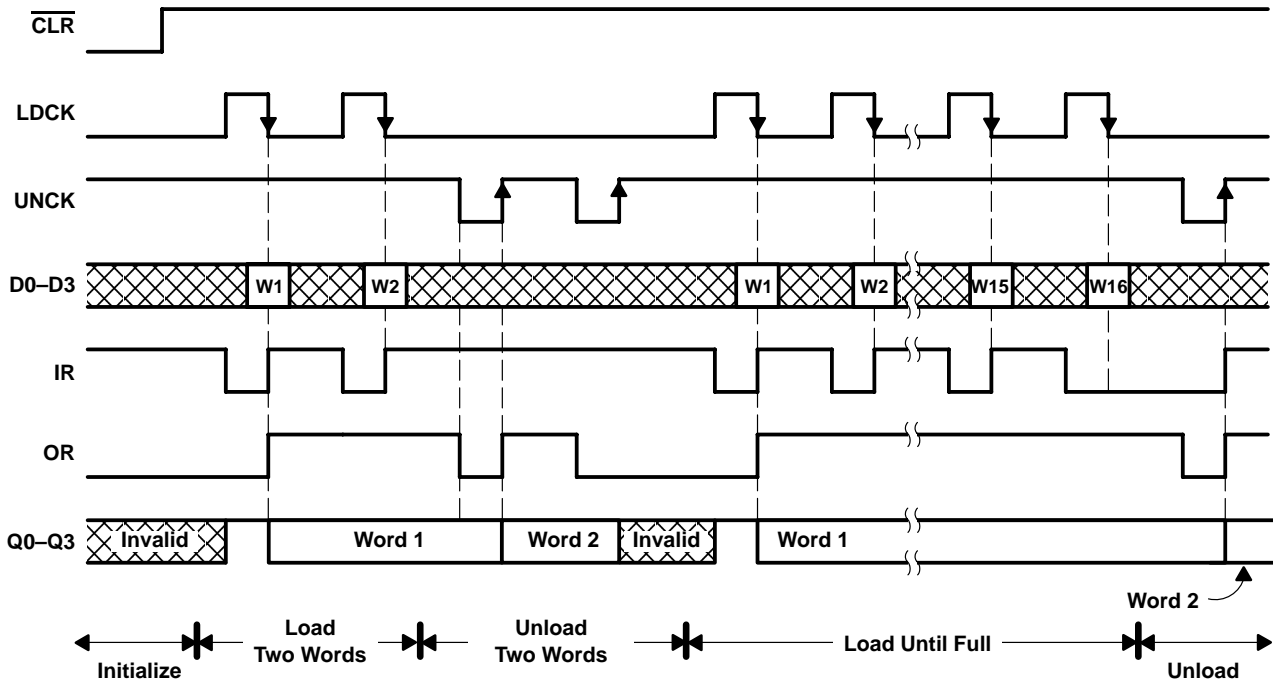 CLR
LDCK
UNCK
D0–D3 W1 W2 W1 W2 W15 W16
IR
OR
Q0–Q3 Invalid Word 1 Word 2 Invalid Word 1
Word 2
Initialize
Load
Two Words
Unload
Two Words
Load Until Full
Unload